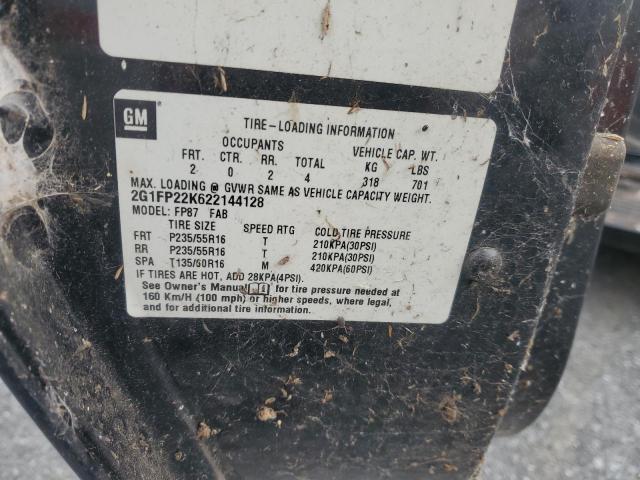 GM
TIRE-LOADING INFORMATION
OCCUPANTS VEHICLE CAP. WT.
FRT. CTR. RR. TOTAL KG LBS
2 0 2 4 318 701
MAX. LOADING @ GVWR SAME AS VEHICLE CAPACITY WEIGHT.
2G1FP22K622144128
MODEL: FP87 FAB
TIRE SIZE SPEED RTG COLD TIRE PRESSURE
FRT P235/55R16 T 210KPA(30PSI)
RR P235/55R16 T 210KPA(30PSI)
SPA T135/60R16 M 420KPA(60PSI)
IF TIRES ARE HOT, ADD 28KPA(4PSI).
See Owner's Manual for tire pressure needed at
160 Km/H (100 mph) or higher speeds, where legal,
and for additional tire information.